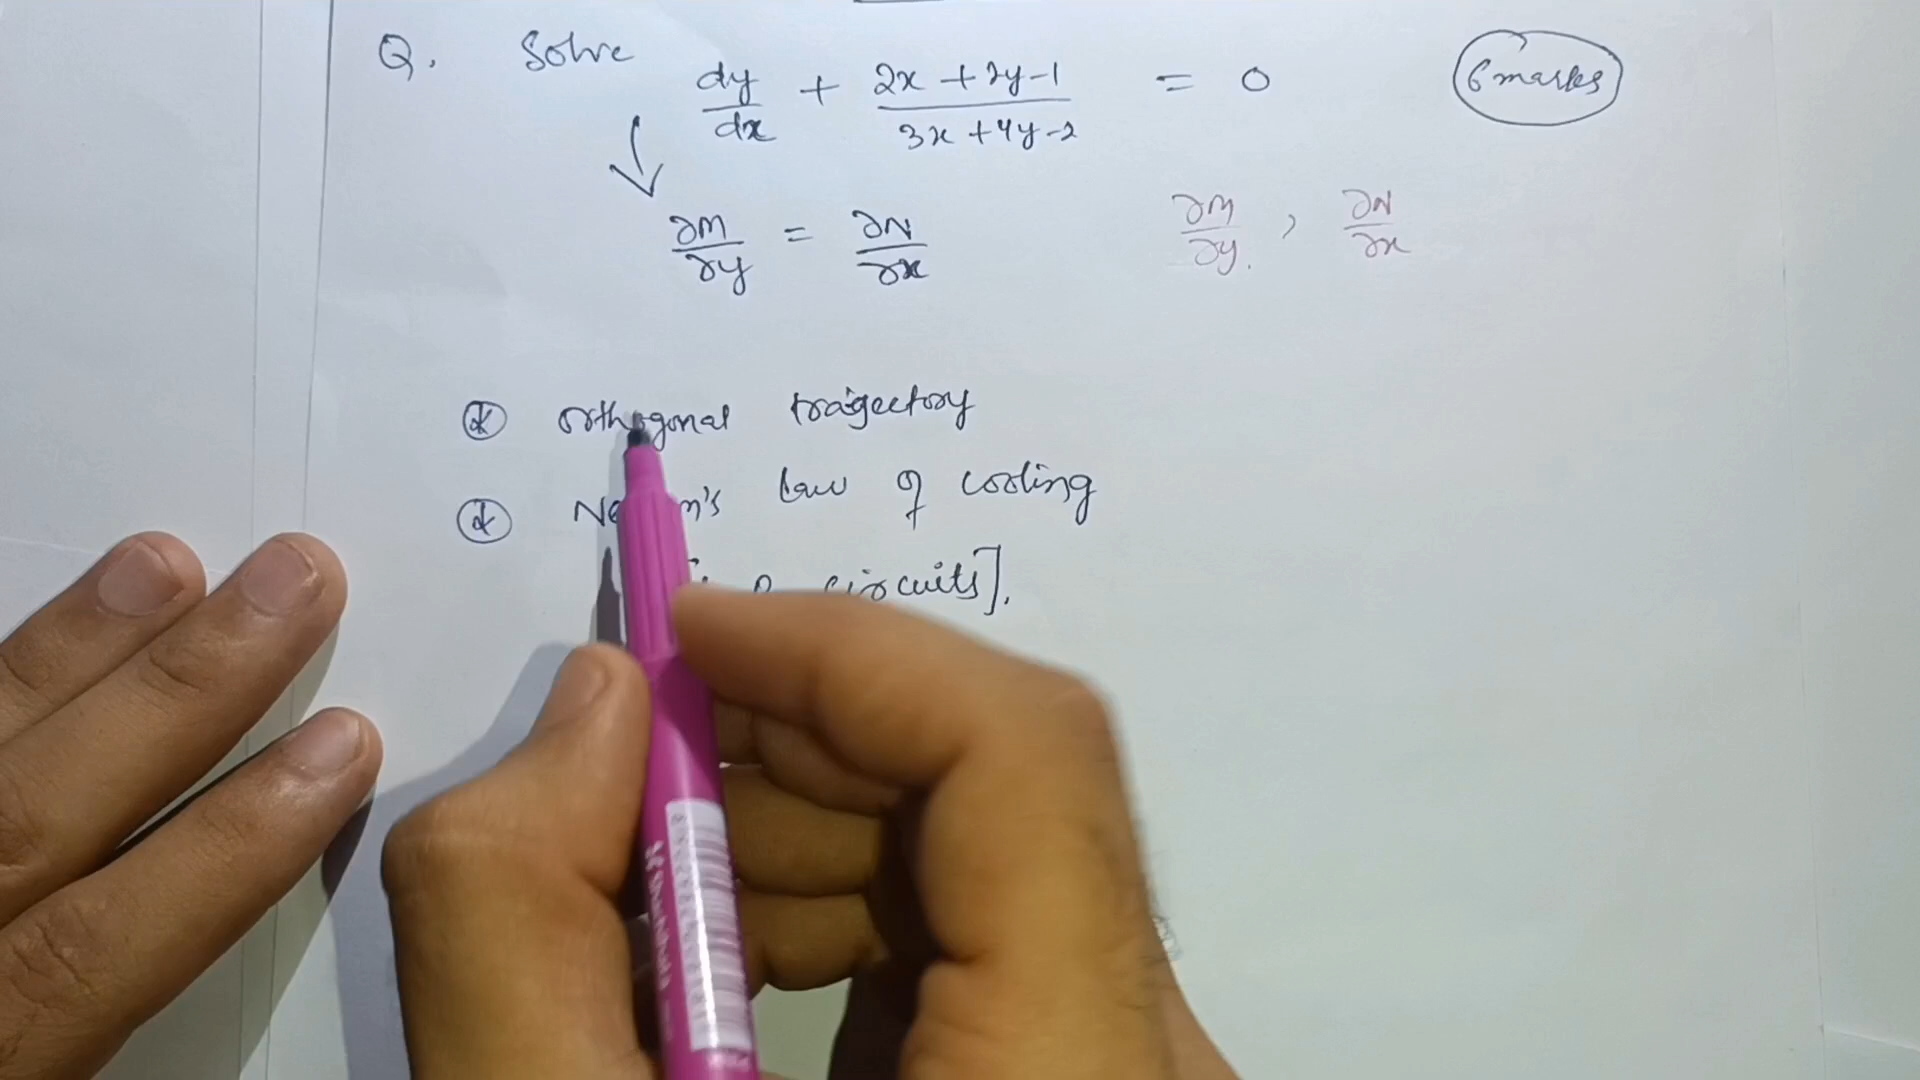 Q. Solve dy/dx + 2x+2y-1/3x+4y-2 = 0 6 marks
∂M/∂y = ∂N/∂x ∂M/∂y. , ∂N/∂x
orthogonal trajectory
law of cooling
circuits].